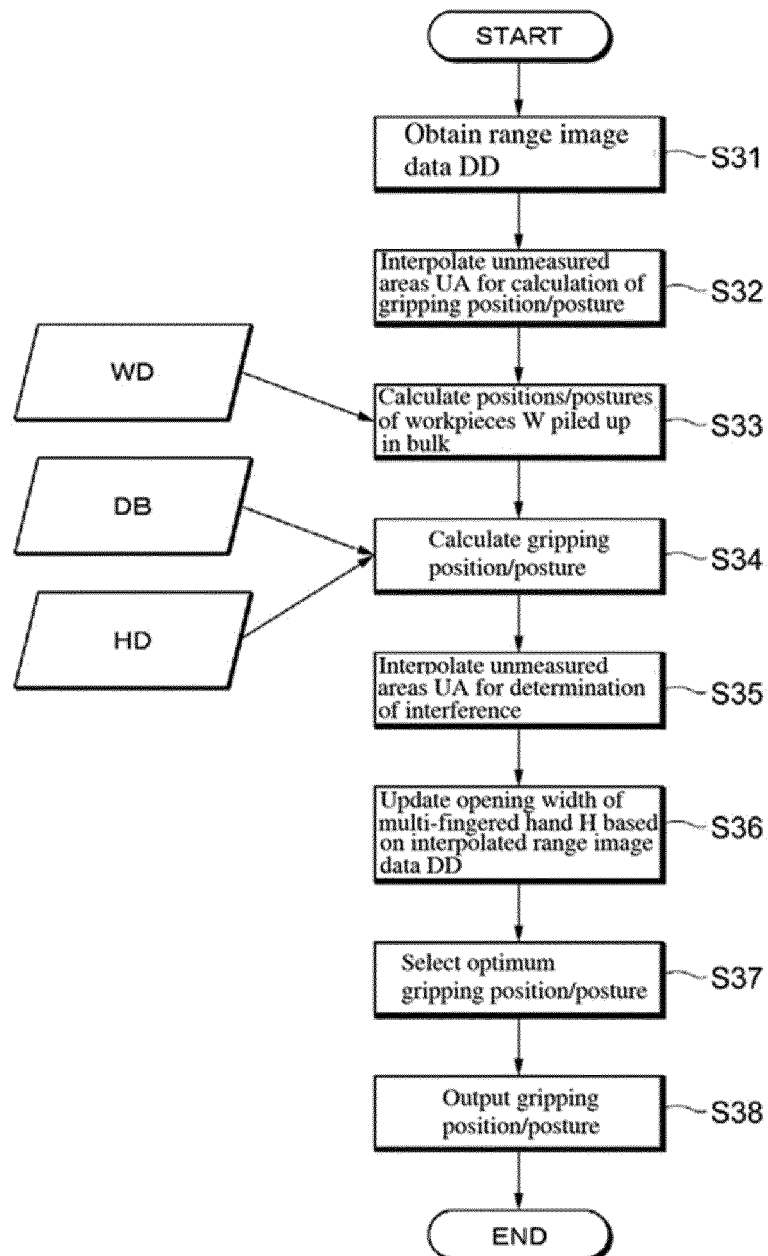 START
Obtain range image
data DD
S31
Interpolate unmeasured
areas UA for calculation of
gripping position/posture
S32
WD
Calculate positions/postures
of workpieces W piled up
in bulk
S33
DB
Calculate gripping
position/posture
S34
HD
Interpolate unmeasured
areas UA for determination
of interference
S35
Update opening width of
multi-fingered hand H based
on interpolated range image
data DD
S36
Select optimum
gripping position/posture
S37
Output gripping
position/posture
S38
END